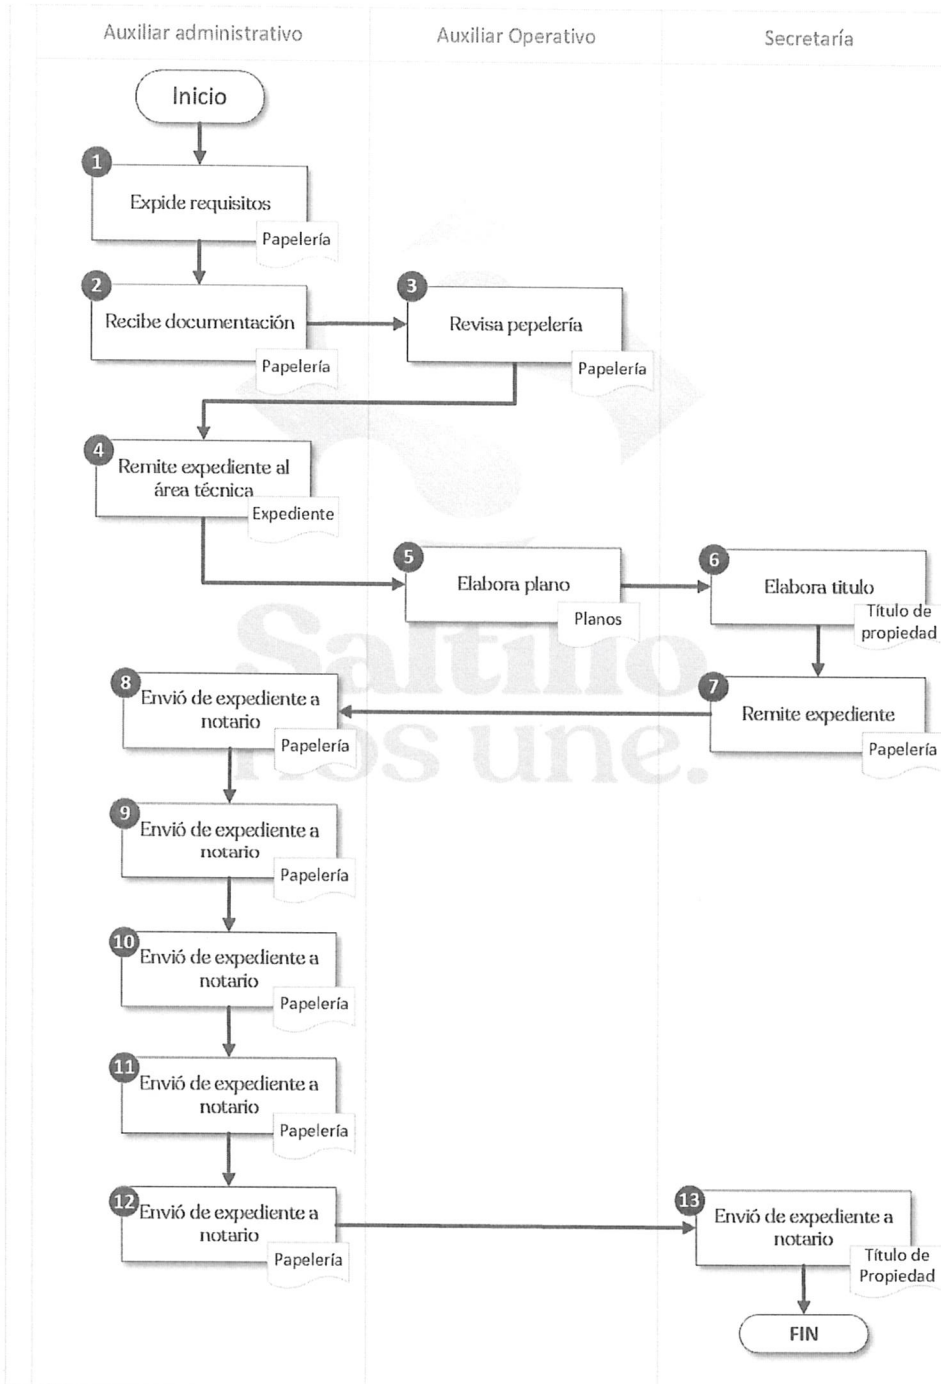 Auxiliar administrativo
Auxiliar Operativo
Secretaría
Inicio
1
Expide requisitos
Papelería
2
Recibe documentación
Papelería
3
Revisa pepelería
Papelería
4
Remite expediente al
área técnica
Expediente
5
Elabora plano
Planos
6
Elabora titulo
Título de
propiedad
7
Remite expediente
Papelería
Saltillo
nos une.
8
Envió de expediente a
notario
Papelería
9
Envió de expediente a
notario
Papelería
10
Envió de expediente a
notario
Papelería
11
Envió de expediente a
notario
Papelería
12
Envió de expediente a
notario
Papelería
13
Envió de expediente a
notario
Título de
Propiedad
FIN